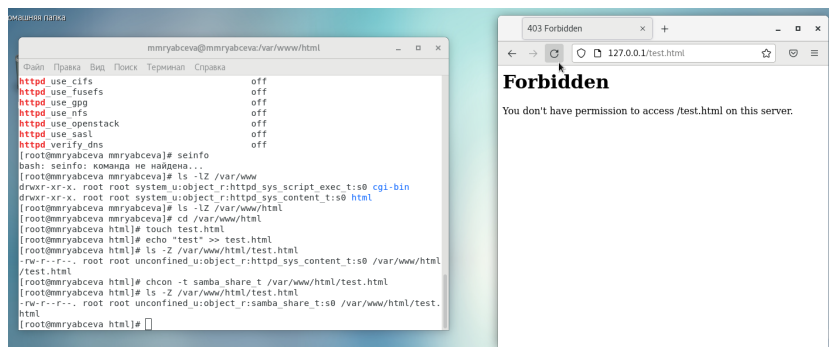 омашняя папка
mmryabceva@mmryabceva:/var/www/html
Файл Правка Вид Поиск Терминал Справка
httpd_use_cifs off
httpd_use_fusefs off
httpd_use_gpg off
httpd_use_nfs off
httpd_use_openstack off
httpd_use_sasl off
httpd_verify_dns off
[root@mmryabceva mmryabceva]# seinfo
bash: seinfo: команда не найдена...
[root@mmryabceva mmryabceva]# ls -lZ /var/www
drwxr-xr-x. root root system_u:object_r:httpd_sys_script_exec_t:s0 cgi-bin
drwxr-xr-x. root root system_u:object_r:httpd_sys_content_t:s0 html
[root@mmryabceva mmryabceva]# ls -lZ /var/www/html
[root@mmryabceva mmryabceva]# cd /var/www/html
[root@mmryabceva html]# touch test.html
[root@mmryabceva html]# echo "test" >> test.html
[root@mmryabceva html]# ls -Z /var/www/html/test.html
-rw-r--r--. root root unconfined_u:object_r:httpd_sys_content_t:s0 /var/www/html
/test.html
[root@mmryabceva html]# chcon -t samba_share_t /var/www/html/test.html
[root@mmryabceva html]# ls -Z /var/www/html/test.html
-rw-r--r--. root root unconfined_u:object_r:samba_share_t:s0 /var/www/html/test.
html
[root@mmryabceva html]#
403 Forbidden
127.0.0.1/test.html
Forbidden
You don't have permission to access /test.html on this server.